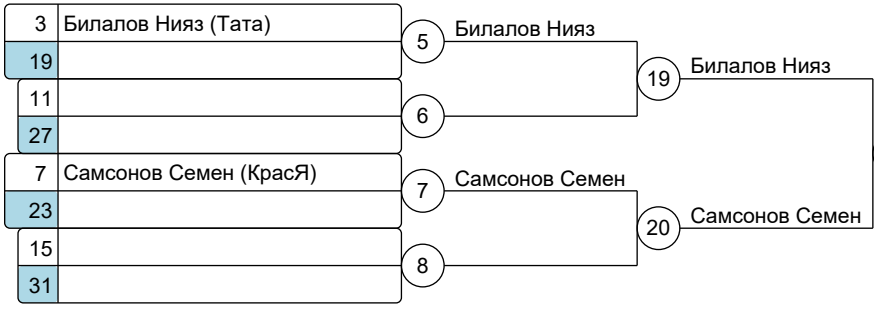 3 Билалов Нияз (Тата)
19
5 Билалов Нияз
19 Билалов Нияз
11
27
6
7 Самсонов Семен (КрасЯ)
23
7 Самсонов Семен
20 Самсонов Семен
15
31
8